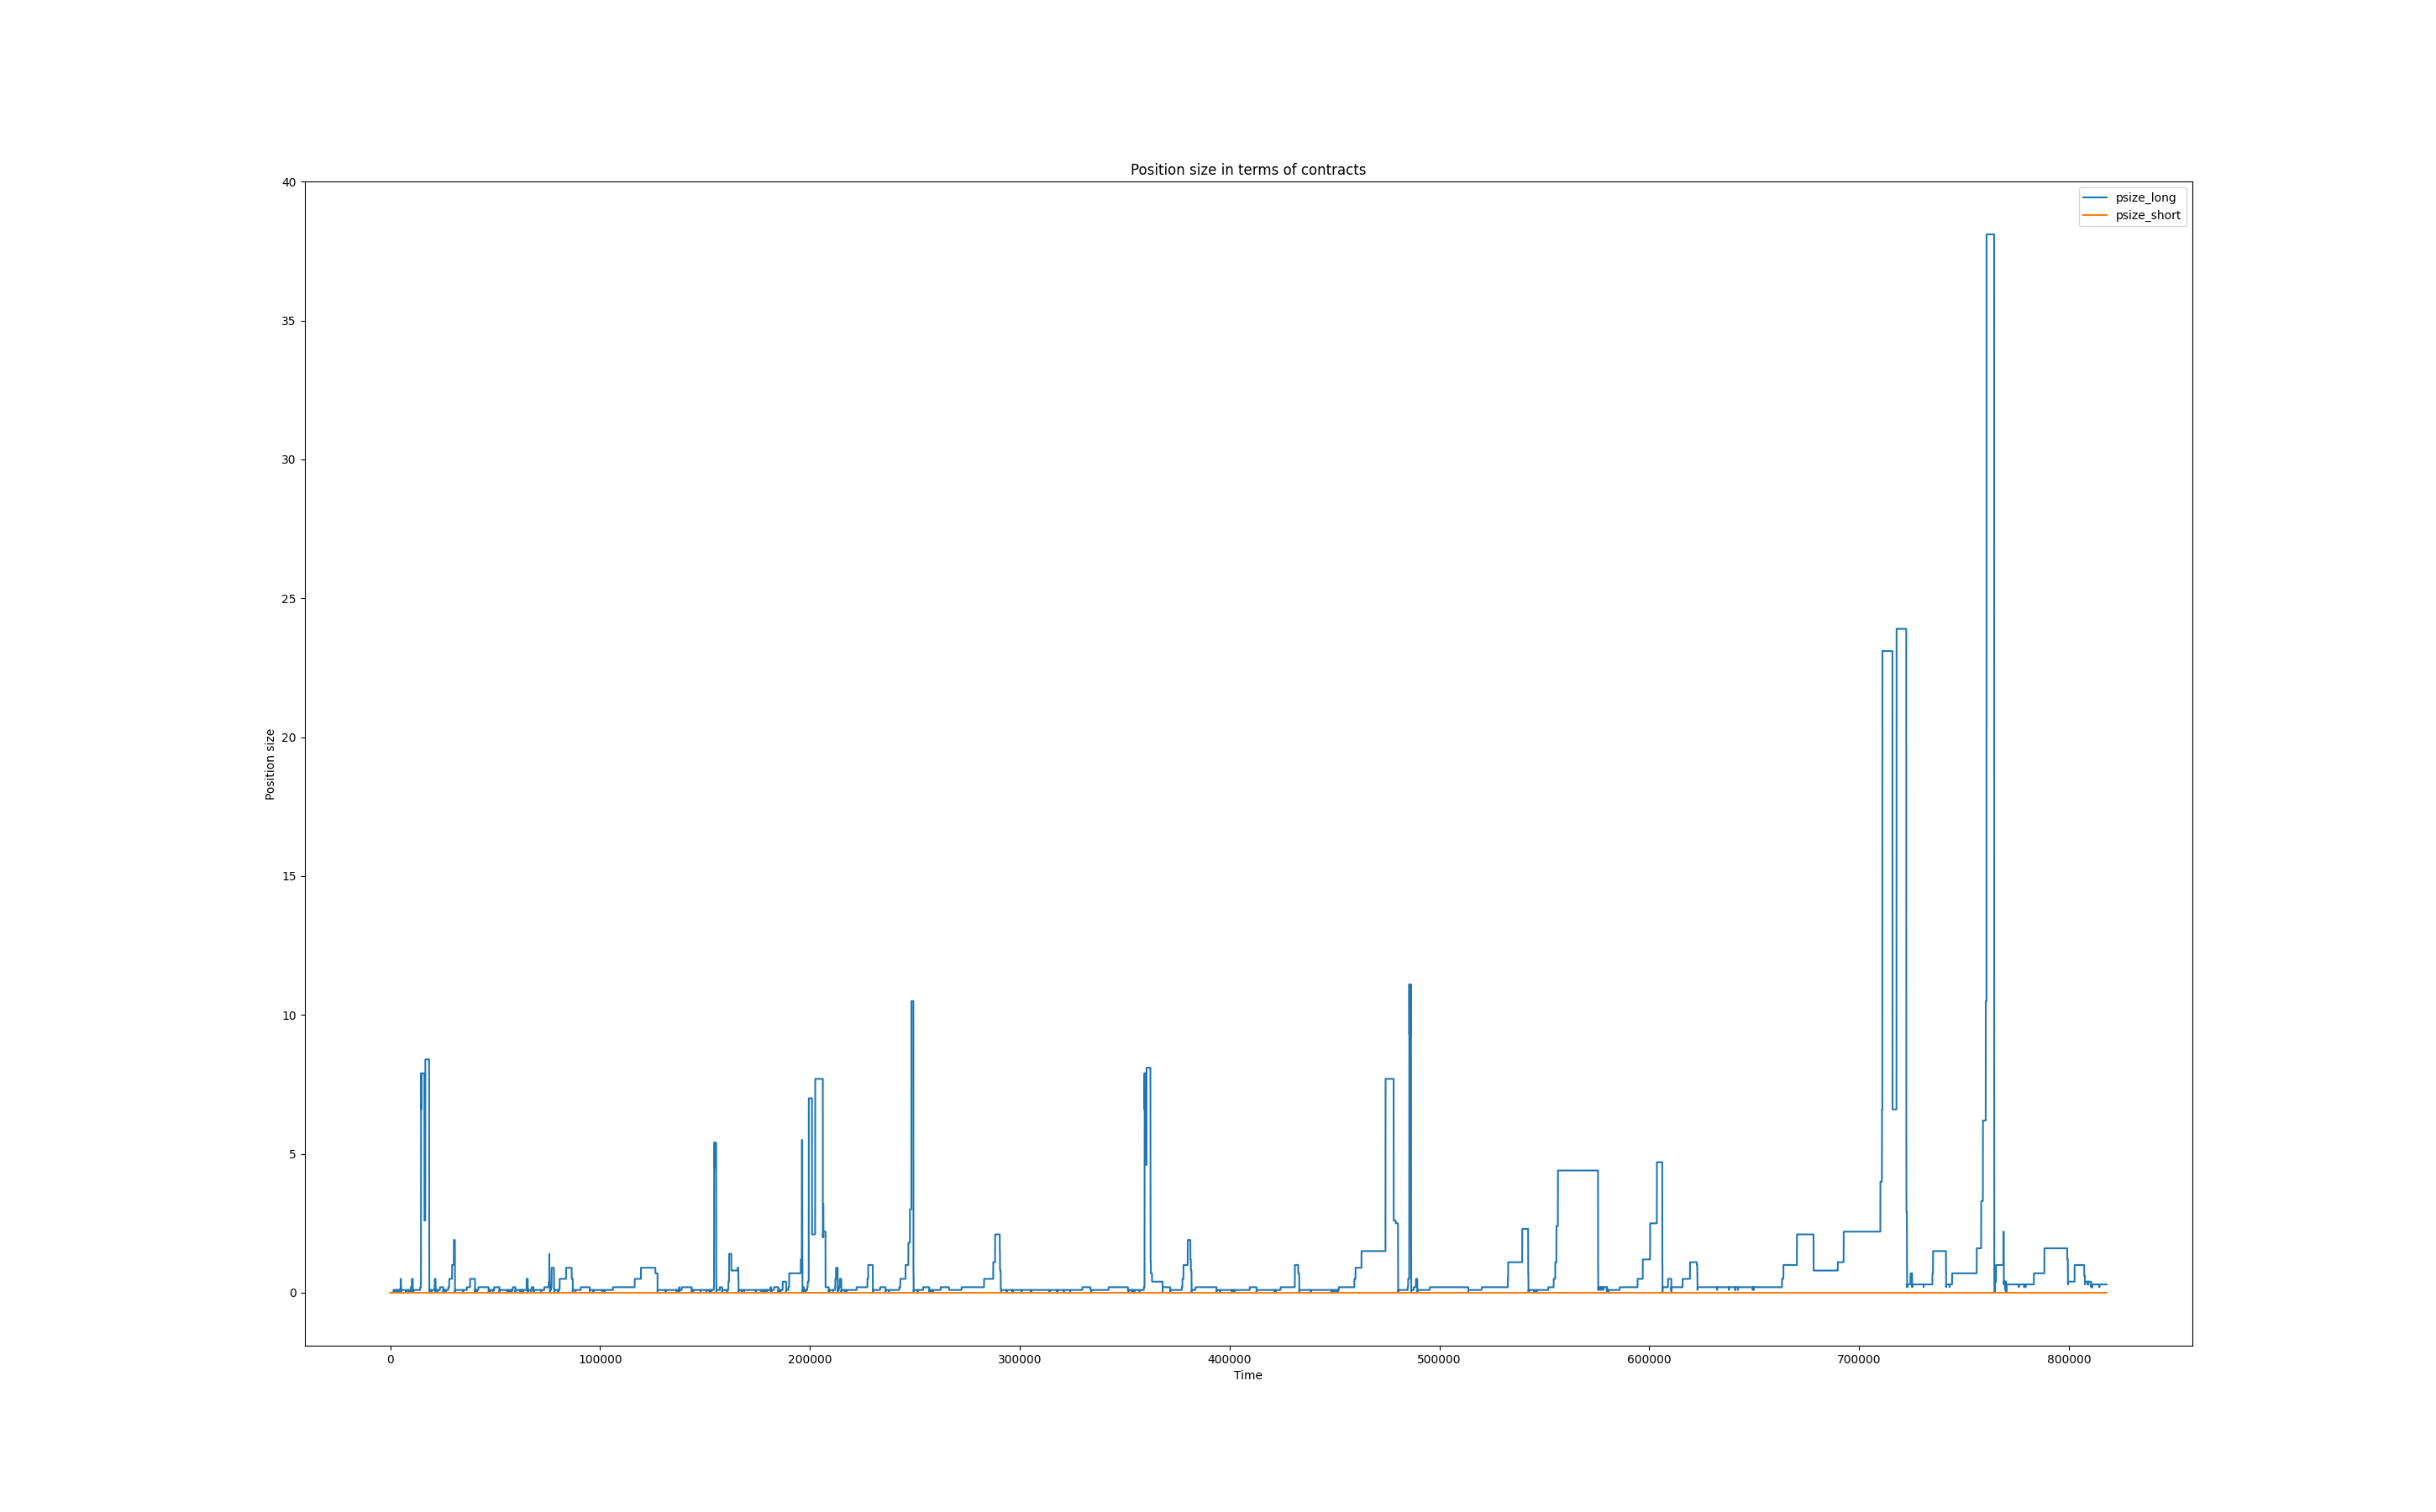 Position size in terms of contracts
psize_long
psize_short
40
35
30
25
20
15
10
5
0
Position size
0 100000 200000 300000 400000 500000 600000 700000 800000
Time